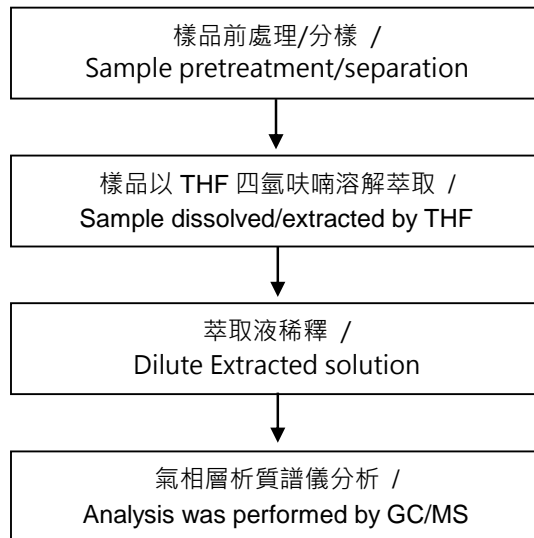 樣品前處理/分樣 /
Sample pretreatment/separation
樣品以 THF 四氫呋喃溶解萃取 /
Sample dissolved/extracted by THF
萃取液稀釋 /
Dilute Extracted solution
氣相層析質譜儀分析 /
Analysis was performed by GC/MS